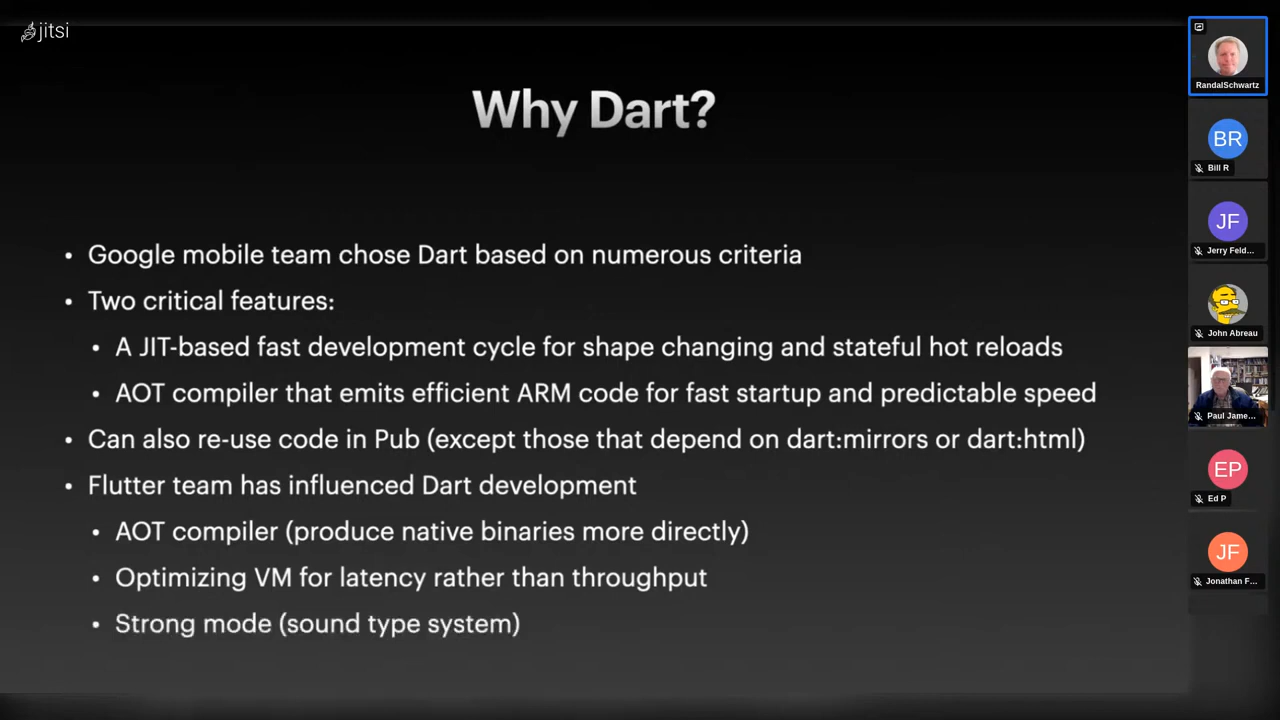 jitsi
Why Dart?
• Google mobile team chose Dart based on numerous criteria
• Two critical features:
• A JIT-based fast development cycle for shape changing and stateful hot reloads
• AOT compiler that emits efficient ARM code for fast startup and predictable speed
• Can also re-use code in Pub (except those that depend on dart:mirrors or dart:html)
• Flutter team has influenced Dart development
• AOT compiler (produce native binaries more directly)
• Optimizing VM for latency rather than throughput
• Strong mode (sound type system)
RandalSchwartz
BR
Bill R
JF
Jerry Feld...
John Abreau
Paul Jame...
EP
Ed P
JF
Jonathan F...